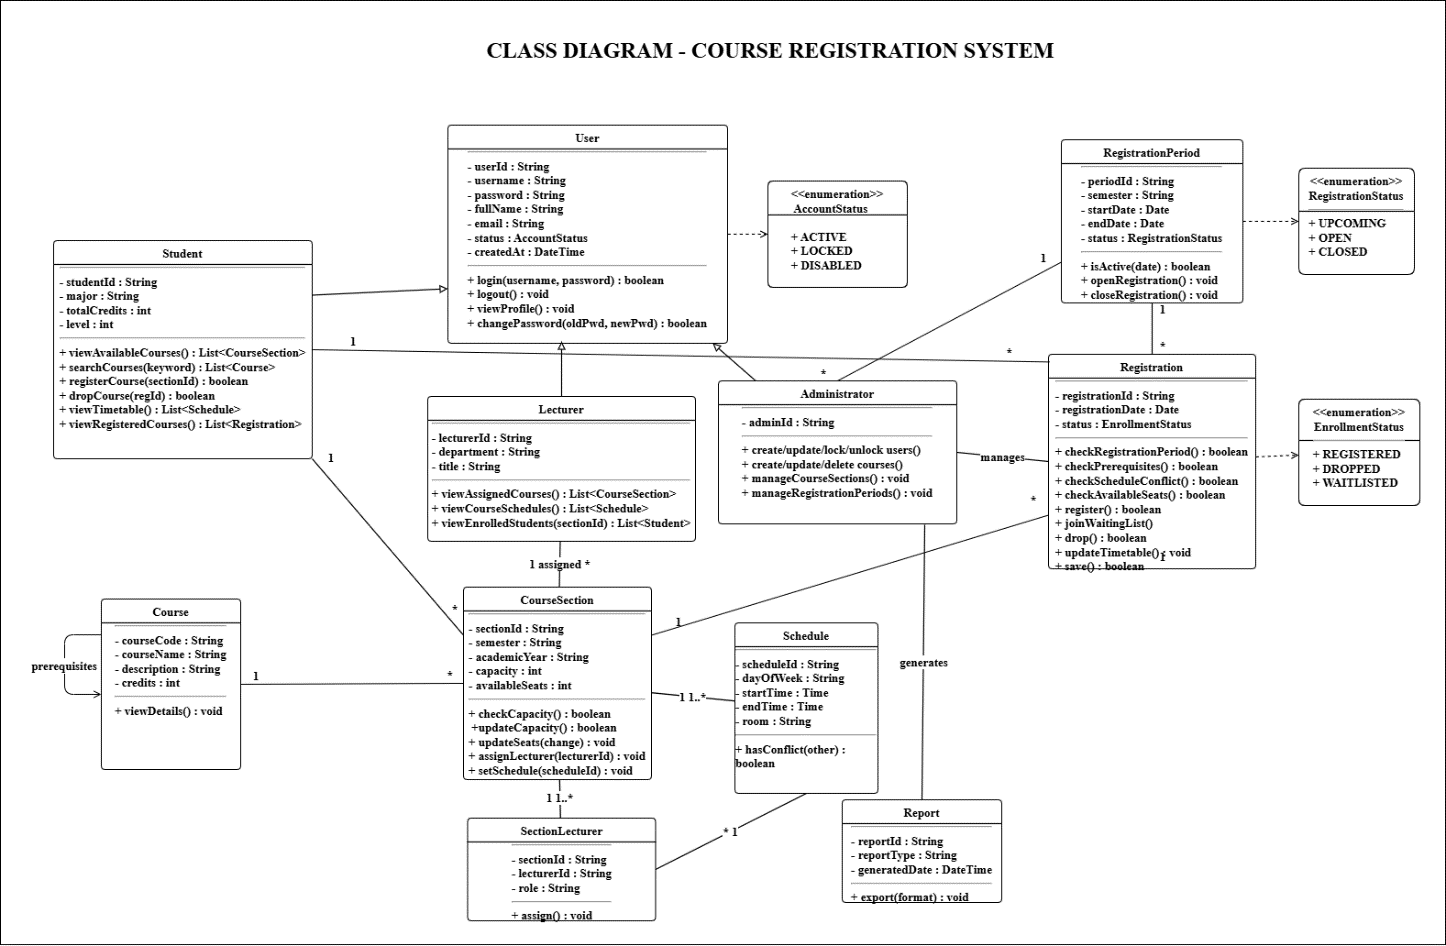 CLASS DIAGRAM - COURSE REGISTRATION SYSTEM
User
- userId : String
- username : String
- password : String
- fullName : String
- email : String
- status : AccountStatus
- createdAt : DateTime
+ login(username, password) : boolean
+ logout() : void
+ viewProfile() : void
+ changePassword(oldPwd, newPwd) : boolean
<<enumeration>>
AccountStatus
+ ACTIVE
+ LOCKED
+ DISABLED
RegistrationPeriod
- periodId : String
- semester : String
- startDate : Date
- endDate : Date
- status : RegistrationStatus
+ isActive(date) : boolean
+ openRegistration() : void
+ closeRegistration() : void
<<enumeration>>
RegistrationStatus
+ UPCOMING
+ OPEN
+ CLOSED
Student
- studentId : String
- major : String
- totalCredits : int
- level : int
+ viewAvailableCourses() : List<CourseSection>
+ searchCourses(keyword) : List<Course>
+ registerCourse(sectionId) : boolean
+ dropCourse(regId) : boolean
+ viewTimetable() : List<Schedule>
+ viewRegisteredCourses() : List<Registration>
1
*
1
*
1
*
Lecturer
- lecturerId : String
- department : String
- title : String
+ viewAssignedCourses() : List<CourseSection>
+ viewCourseSchedules() : List<Schedule>
+ viewEnrolledStudents(sectionId) : List<Student>
Administrator
- adminId : String
+ create/update/lock/unlock users()
+ create/update/delete courses()
+ manageCourseSections() : void
+ manageRegistrationPeriods() : void
manages
Registration
- registrationId : String
- registrationDate : Date
- status : EnrollmentStatus
+ checkRegistrationPeriod() : boolean
+ checkPrerequisites() : boolean
+ checkScheduleConflict() : boolean
+ checkAvailableSeats() : boolean
+ register() : boolean
+ joinWaitingList()
+ drop() : boolean
+ updateTimetable() : void
+ save() : boolean
<<enumeration>>
EnrollmentStatus
+ REGISTERED
+ DROPPED
+ WAITLISTED
1
*
1 assigned *
*
1
Course
- courseCode : String
- courseName : String
- description : String
- credits : int
+ viewDetails() : void
prerequisites
1
*
CourseSection
- sectionId : String
- semester : String
- academicYear : String
- capacity : int
- availableSeats : int
+ checkCapacity() : boolean
+updateCapacity() : boolean
+ updateSeats(change) : void
+ assignLecturer(lecturerId) : void
+ setSchedule(scheduleId) : void
1 1..*
Schedule
- scheduleId : String
- dayOfWeek : String
- startTime : Time
- endTime : Time
- room : String
+ hasConflict(other) :
boolean
generates
1 1..*
* 1
SectionLecturer
- sectionId : String
- lecturerId : String
- role : String
+ assign() : void
Report
- reportId : String
- reportType : String
- generatedDate : DateTime
+ export(format) : void